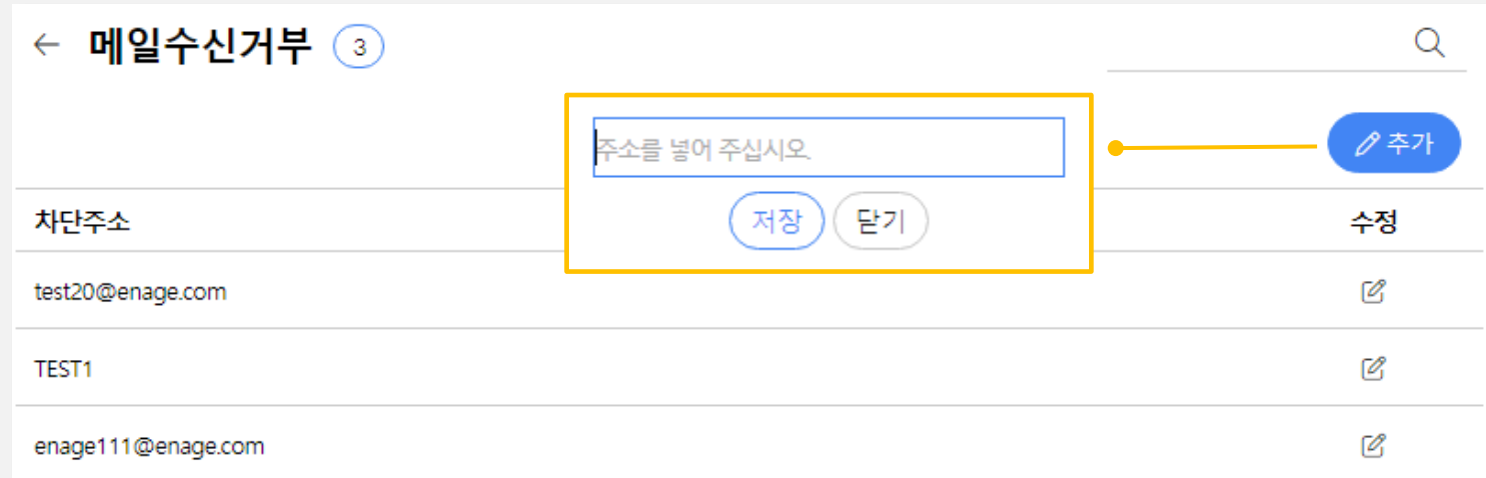 메일수신거부 3
주소를 넣어 주십시오.
추가
저장 닫기
차단주소 수정
test20@enage.com
TEST1
enage111@enage.com